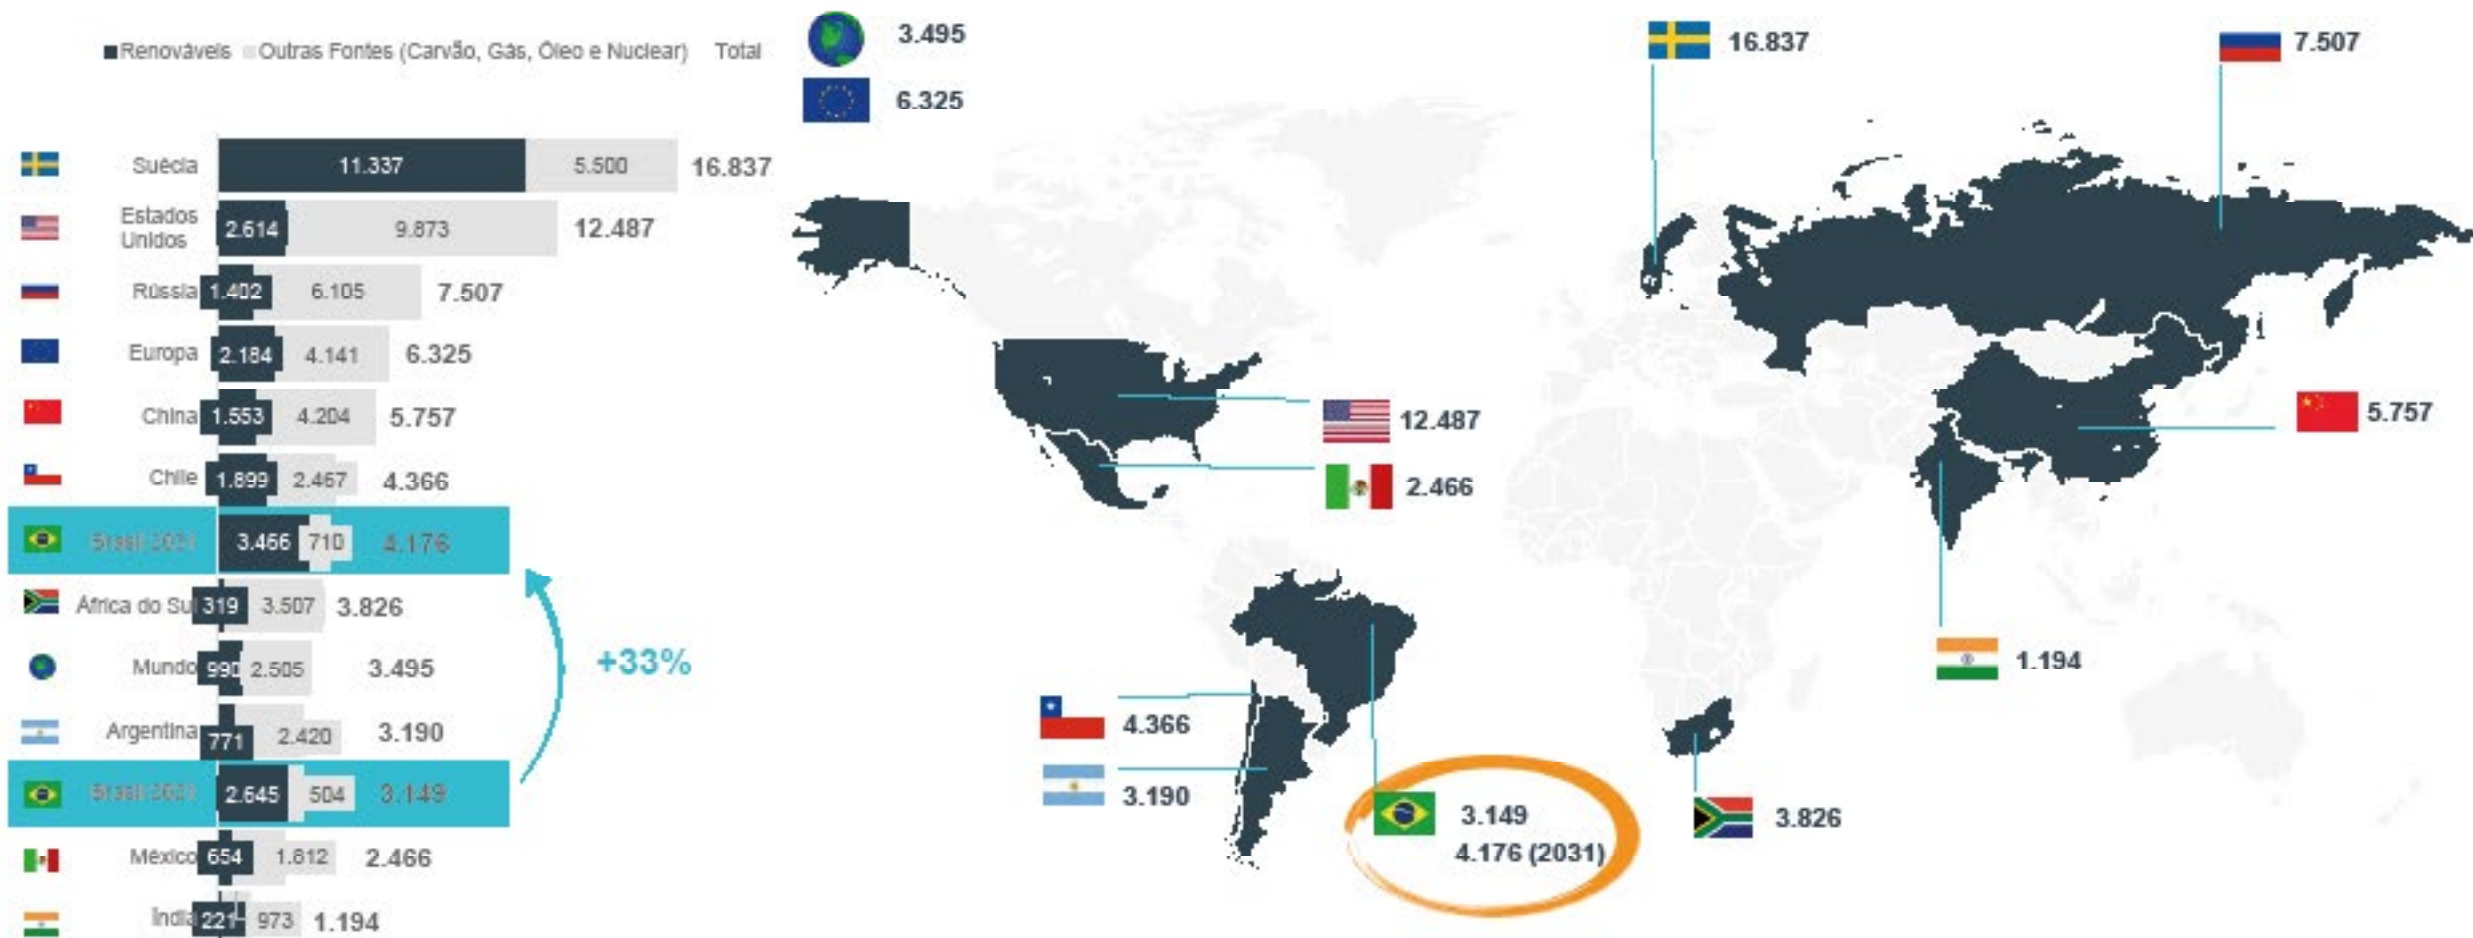 Renováveis Outras Fontes (Carvão, Gás, Óleo e Nuclear) Total
Suécia 11.337 5.500 16.837
Estados
Unidos 2.614 9.873 12.487
Rússia 1.402 6.105 7.507
Europa 2.184 4.141 6.325
China 1.553 4.204 5.757
Chile 1.899 2.467 4.366
Brasil 2031 3.466 710 4.176
África do Sul 319 3.507 3.826
Mundo 990 2.505 3.495
Argentina 771 2.420 3.190
Brasil 2021 2.645 504 3.149
México 654 1.812 2.466
Índia 221 973 1.194
+33%
3.495
6.325
16.837
7.507
12.487
2.466
5.757
1.194
4.366
3.190
3.149
4.176 (2031)
3.826